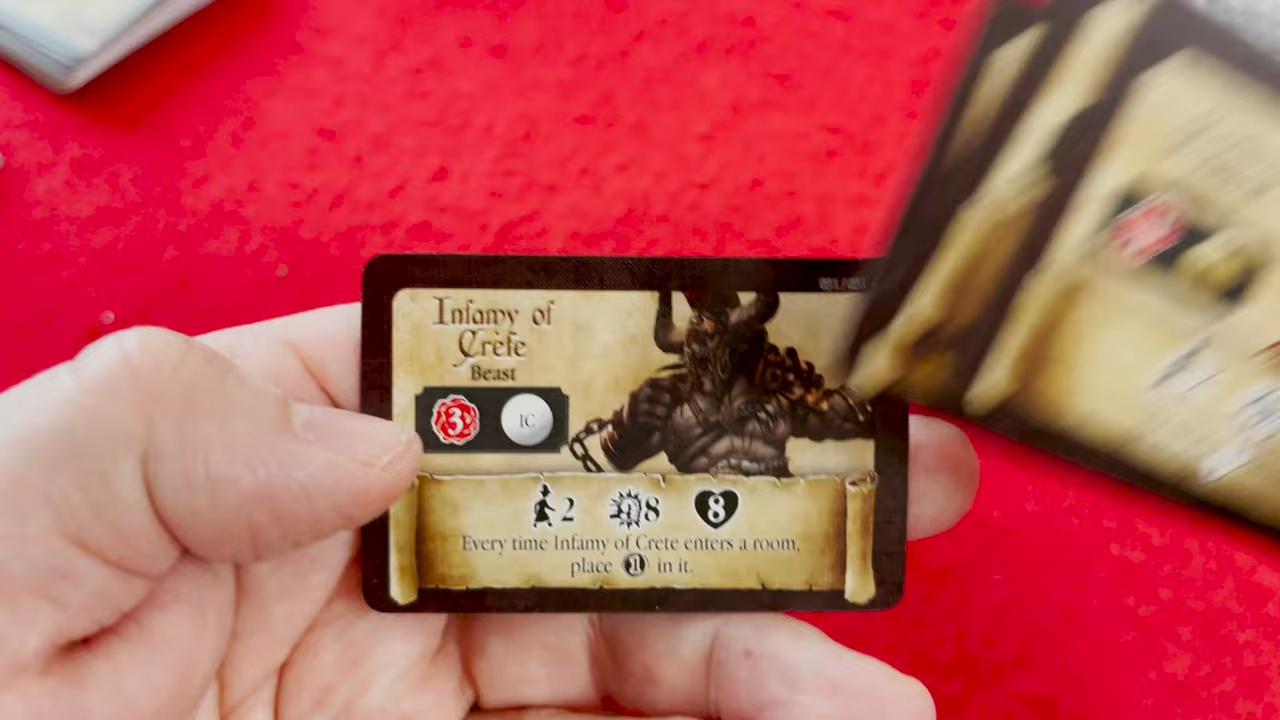 Infamy of
Crete
Beast
3 IC
2 8 8
Every time Infamy of Crete enters a room,
place 1 in it.